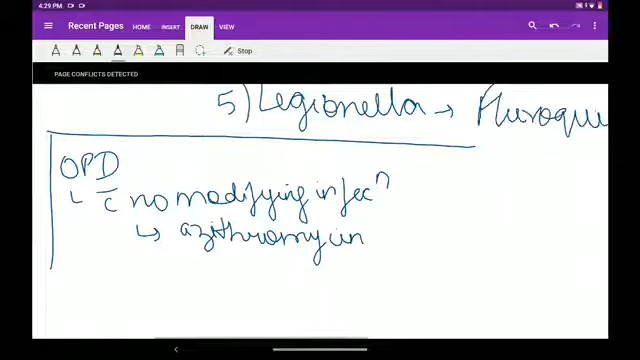 4:29 PM
Recent Pages HOME INSERT DRAW VIEW
Stop
PAGE CONFLICTS DETECTED
5) Legionella → Fluroqui
OPD
↳ c̄ no modifying infecⁿ
↳ azithromycin